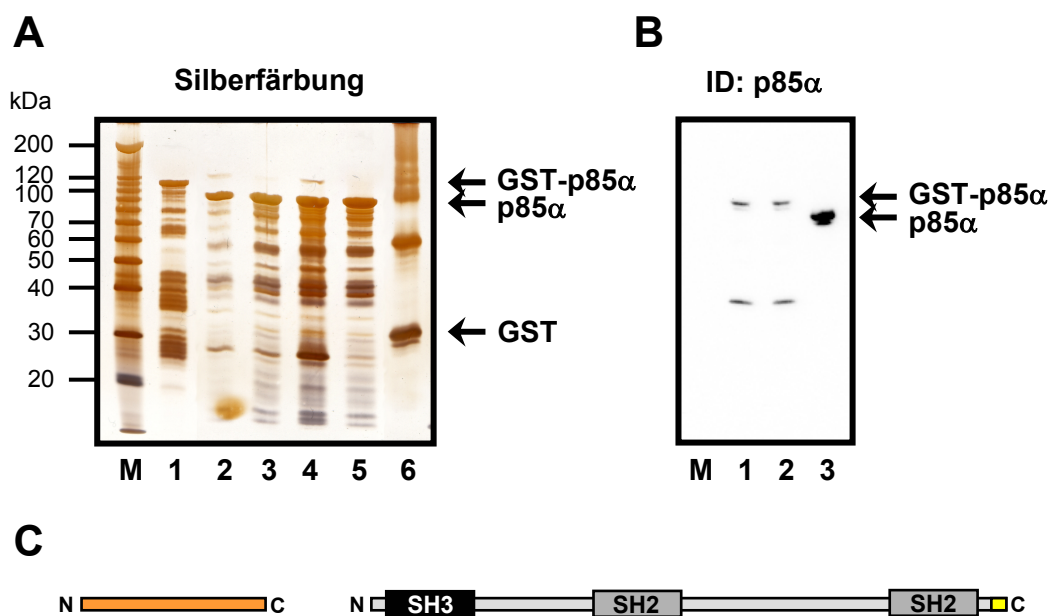 A
B
Silberfärbung
ID: p85α
kDa
200
120
100
70
60
50
40
30
20
GST-p85α
p85α
GST
GST-p85α
p85α
M 1 2 3 4 5 6
M 1 2 3
C
N C N SH3 SH2 SH2 C